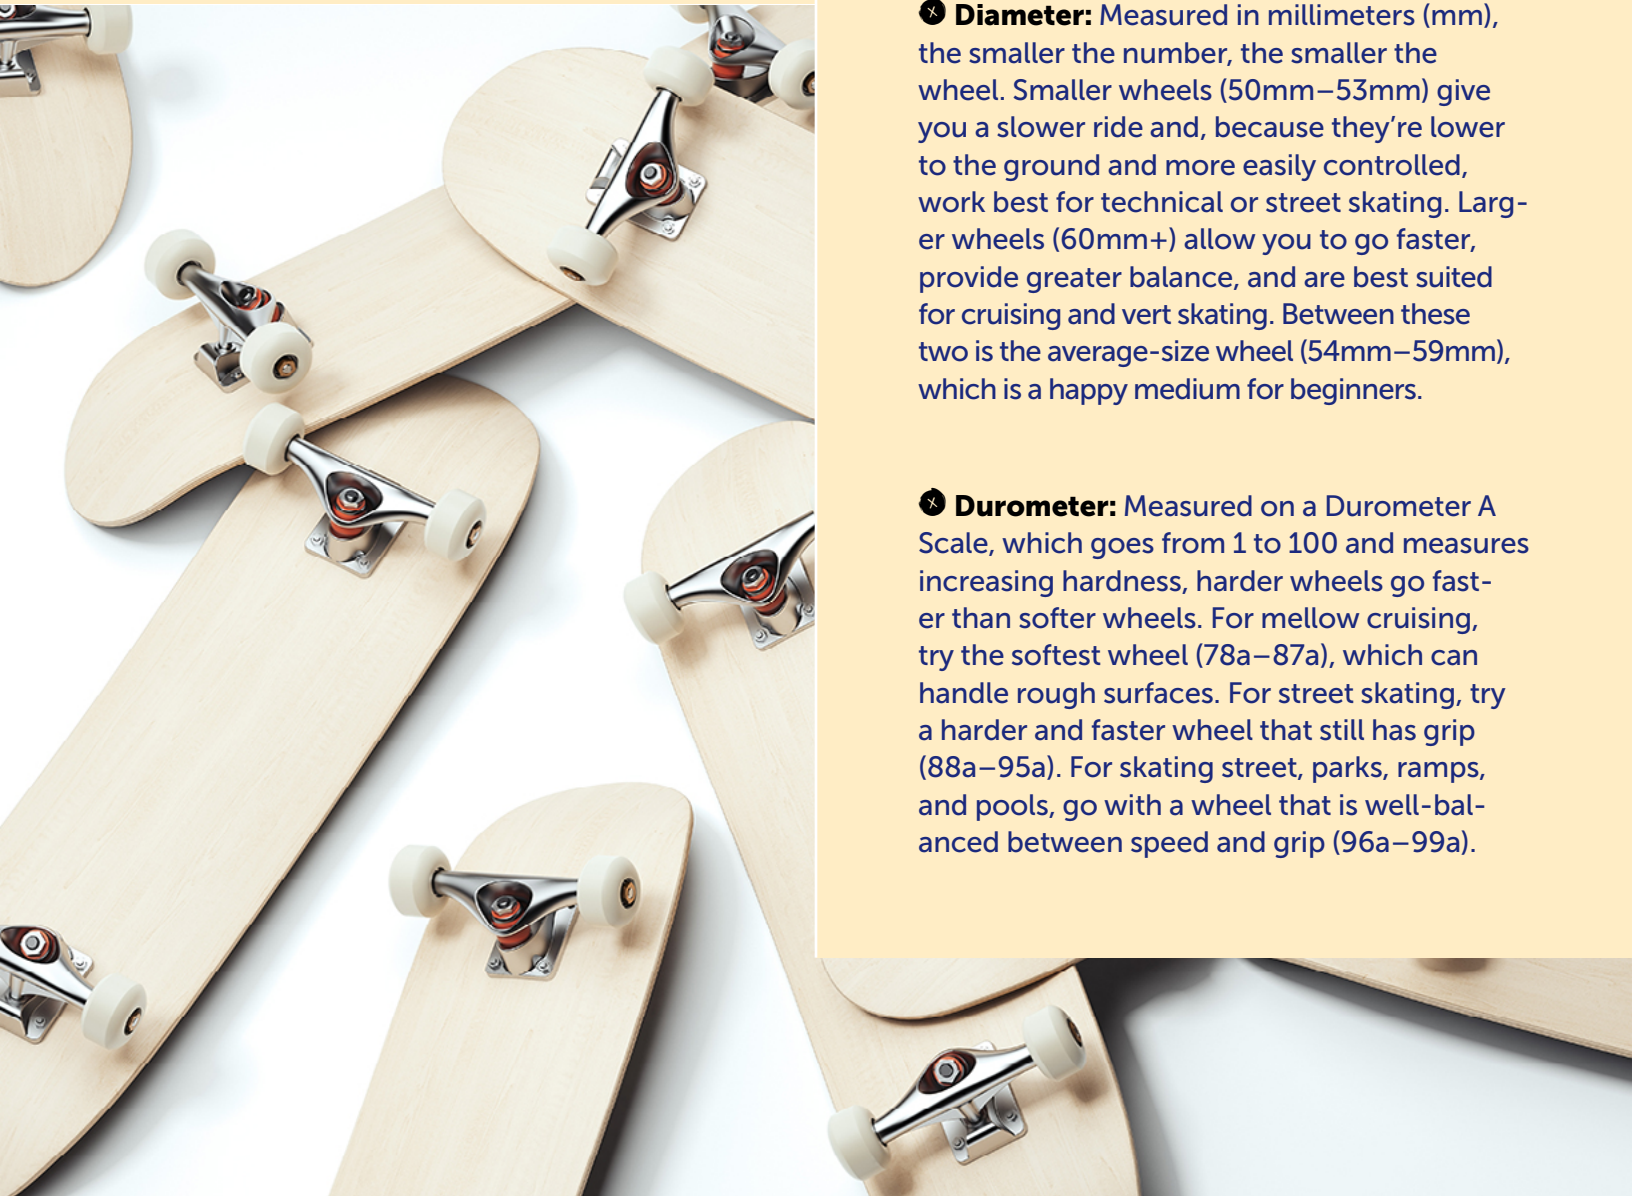 Diameter: Measured in millimeters (mm),
the smaller the number, the smaller the
wheel. Smaller wheels (50mm–53mm) give
you a slower ride and, because they’re lower
to the ground and more easily controlled,
work best for technical or street skating. Larg-
er wheels (60mm+) allow you to go faster,
provide greater balance, and are best suited
for cruising and vert skating. Between these
two is the average-size wheel (54mm–59mm),
which is a happy medium for beginners.
Durometer: Measured on a Durometer A
Scale, which goes from 1 to 100 and measures
increasing hardness, harder wheels go fast-
er than softer wheels. For mellow cruising,
try the softest wheel (78a–87a), which can
handle rough surfaces. For street skating, try
a harder and faster wheel that still has grip
(88a–95a). For skating street, parks, ramps,
and pools, go with a wheel that is well-bal-
anced between speed and grip (96a–99a).